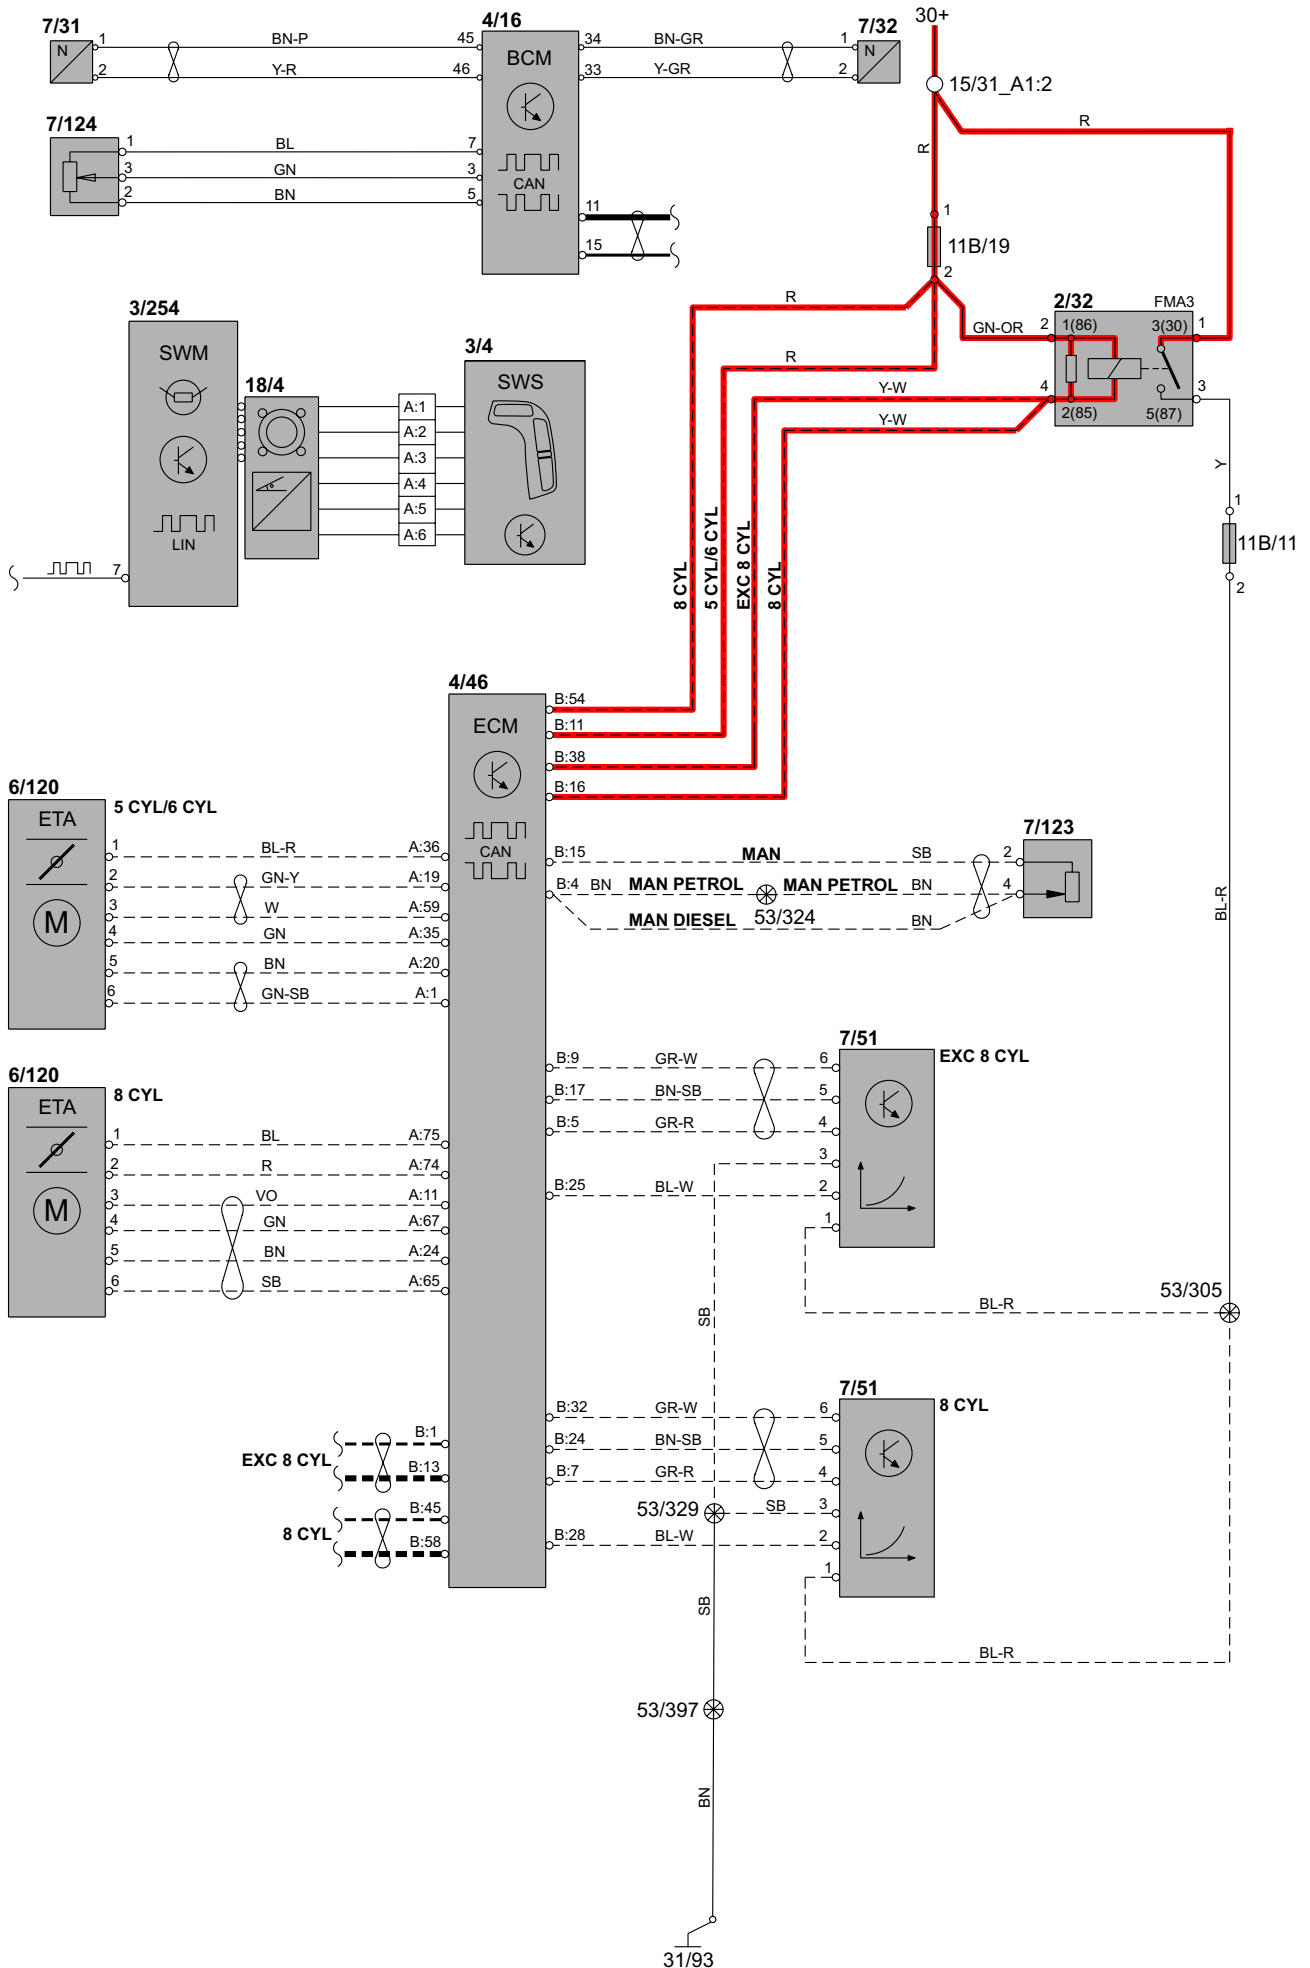 7/31
N
1
BN-P
45
2
Y-R
46
4/16
BCM
CAN
34
BN-GR
1
33
Y-GR
2
7/32
N
7/124
1
BL
7
3
GN
3
2
BN
5
11
15
30+
15/31_A1:2
R
R
1
11B/19
2
R
GN-OR
2
2/32
FMA3
1(86)
3(30)
1
R
Y-W
4
3
2(85)
5(87)
Y-W
Y
1
11B/11
2
3/254
SWM
LIN
7
18/4
A:1
A:2
A:3
A:4
A:5
A:6
3/4
SWS
8 CYL
5 CYL/6 CYL
EXC 8 CYL
8 CYL
4/46
ECM
CAN
B:54
B:11
B:38
B:16
6/120
5 CYL/6 CYL
ETA
M
1
BL-R
A:36
2
GN-Y
A:19
3
W
A:59
4
GN
A:35
5
BN
A:20
6
GN-SB
A:1
B:15
MAN
SB
2
7/123
B:4
BN
MAN PETROL
MAN PETROL
BN
4
53/324
MAN DIESEL
BN
BL-R
6/120
8 CYL
ETA
M
1
BL
A:75
2
R
A:74
3
VO
A:11
4
GN
A:67
5
BN
A:24
6
SB
A:65
7/51
EXC 8 CYL
B:9
GR-W
6
B:17
BN-SB
5
B:5
GR-R
4
3
B:25
BL-W
2
1
53/305
BL-R
SB
7/51
8 CYL
B:32
GR-W
6
B:24
BN-SB
5
B:7
GR-R
4
53/329
SB
3
B:28
BL-W
2
1
EXC 8 CYL
B:1
B:13
8 CYL
B:45
B:58
SB
BL-R
53/397
BN
31/93